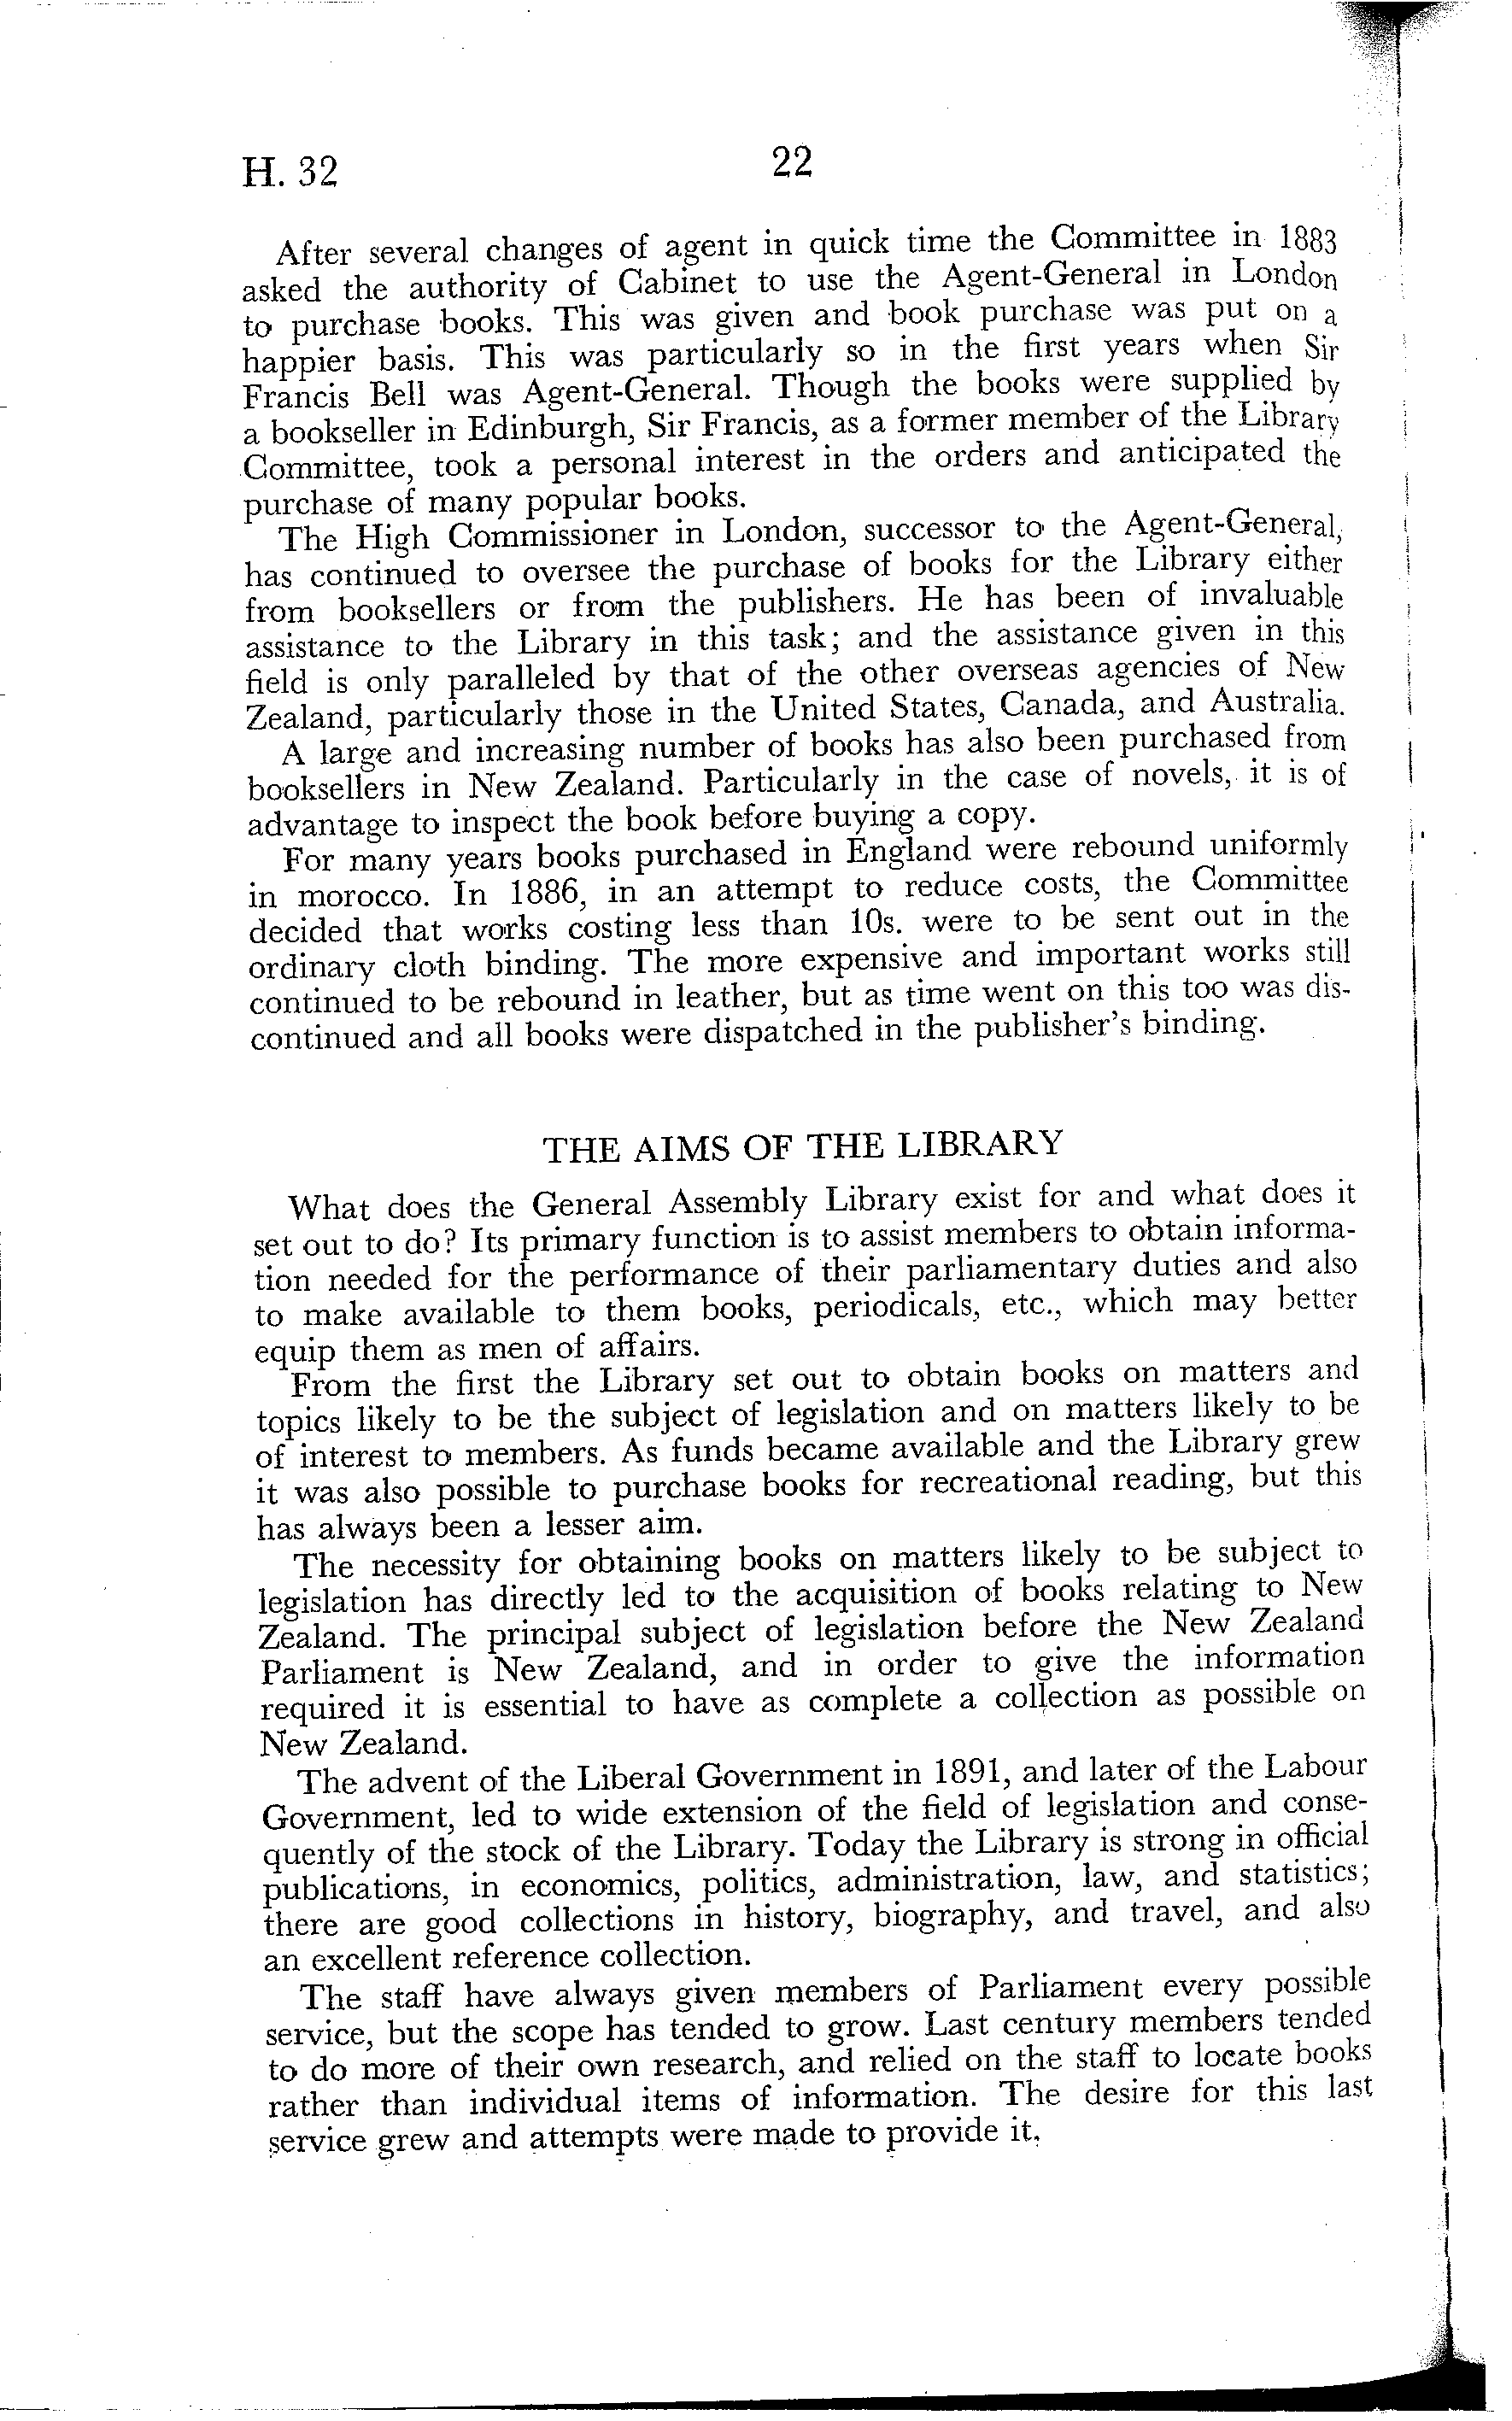 H. 32
22
After several changes of agent in quick time the Committee in 1883
asked the authority of Cabinet to use the Agent-General in London
to purchase books. This was given and book purchase was put on a
happier basis. This was particularly so in the first years when Sir
Francis Bell was Agent-General. Though the books were supplied by
a bookseller in Edinburgh, Sir Francis, as a former member of the Library
Committee, took a personal interest in the orders and anticipated the
purchase of many popular books.
The High Commissioner in London, successor to the Agent-General,
has continued to oversee the purchase of books for the Library either
from booksellers or from the publishers. He has been of invaluable
assistance to the Library in this task; and the assistance given in this
field is only paralleled by that of the other overseas agencies of New
Zealand, particularly those in the United States, Canada, and Australia.
A large and increasing number of books has also been purchased from
booksellers in New Zealand. Particularly in the case of novels, it is of
advantage to inspect the book before buying a copy.
For many years books purchased in England were rebound uniformly
in morocco. In 1886, in an attempt to reduce costs, the Committee
decided that works costing less than 10s. were to be sent out in the
ordinary cloth binding. The more expensive and important works still
continued to be rebound in leather, but as time went on this too was dis-
continued and all books were dispatched in the publisher's binding.
THE AIMS OF THE LIBRARY
What does the General Assembly Library exist for and what does it
set out to do? Its primary function is to assist members to obtain informa-
tion needed for the performance of their parliamentary duties and also
to make available to them books, periodicals, etc., which may better
equip them as men of affairs.
From the first the Library set out to obtain books on matters and
topics likely to be the subject of legislation and on matters likely to be
of interest to members. As funds became available and the Library grew
it was also possible to purchase books for recreational reading, but this
has always been a lesser aim.
The necessity for obtaining books on matters likely to be subject to
legislation has directly led to the acquisition of books relating to New
Zealand. The principal subject of legislation before the New Zealand
Parliament is New Zealand, and in order to give the information
required it is essential to have as complete a collection as possible on
New Zealand.
The advent of the Liberal Government in 1891, and later of the Labour
Government, led to wide extension of the field of legislation and conse-
quently of the stock of the Library. Today the Library is strong in official
publications, in economics, politics, administration, law, and statistics;
there are good collections in history, biography, and travel, and also
an excellent reference collection.
The staff have always given members of Parliament every possible
service, but the scope has tended to grow. Last century members tended
to do more of their own research, and relied on the staff to locate books
rather than individual items of information. The desire for this last
service grew and attempts were made to provide it.